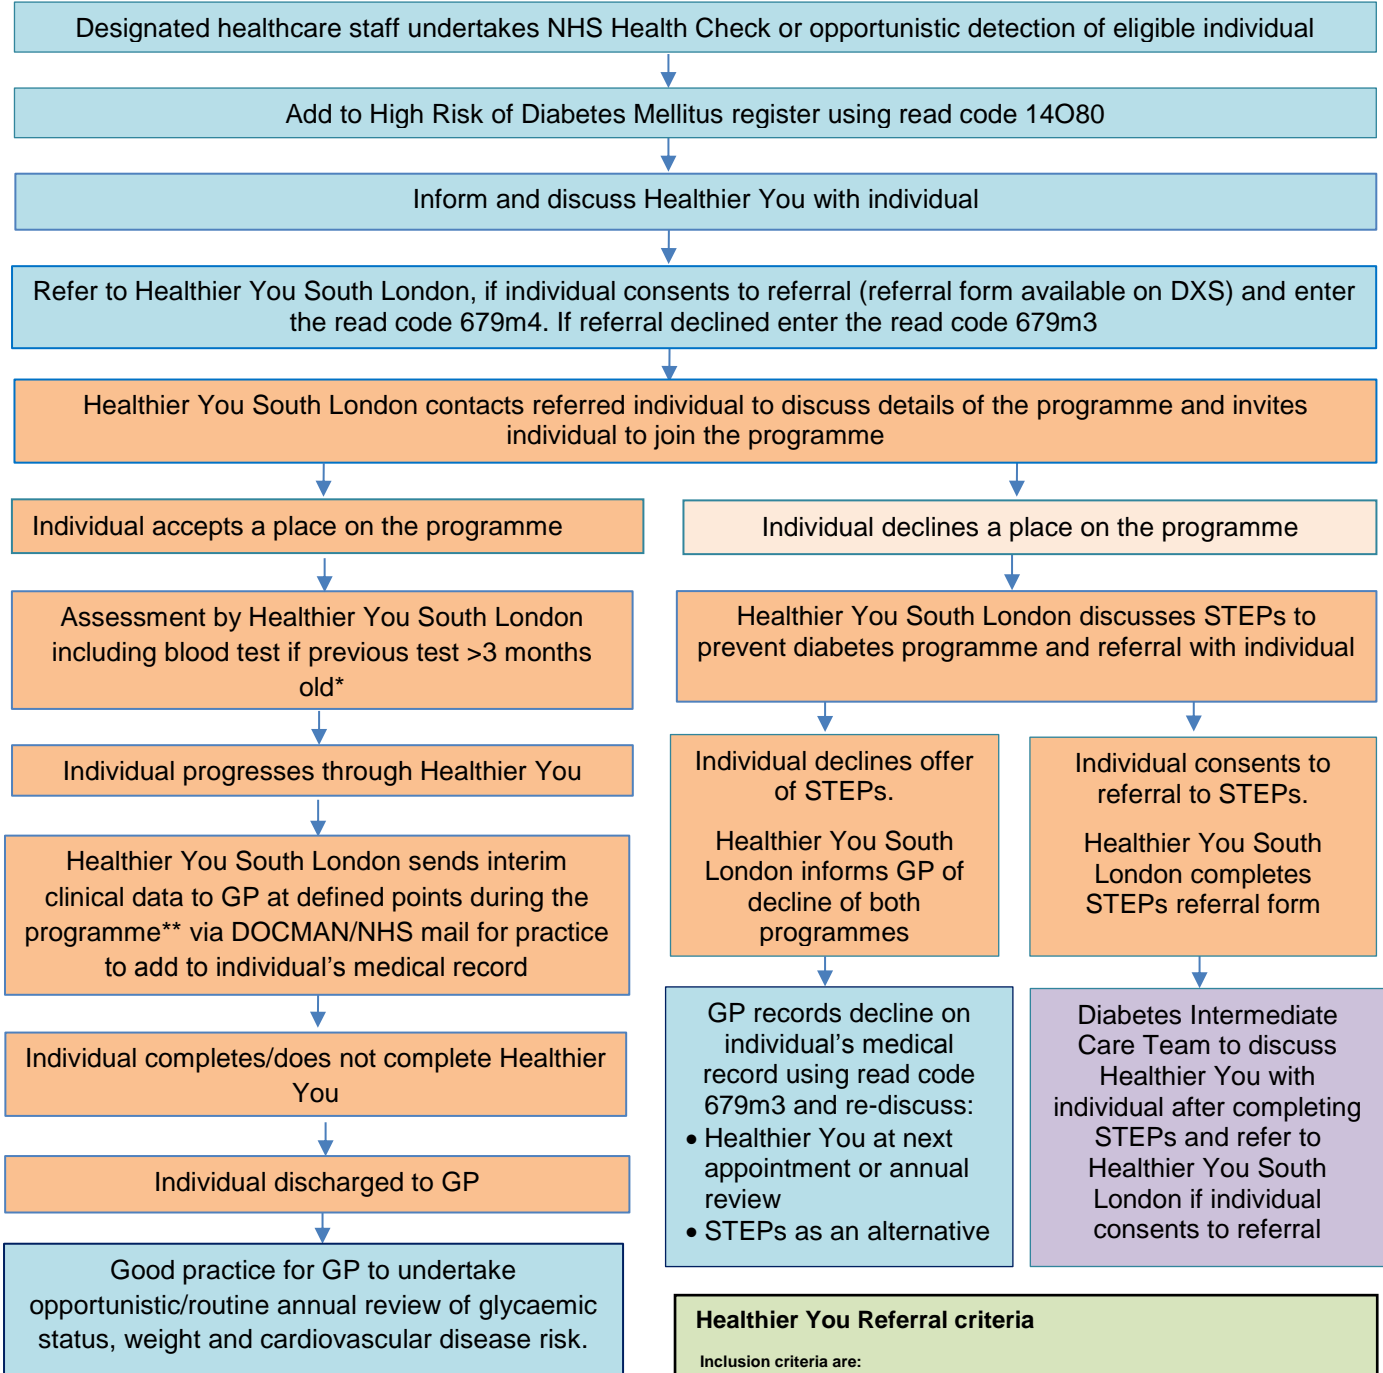 Designated healthcare staff undertakes NHS Health Check or opportunistic detection of eligible individual
Add to High Risk of Diabetes Mellitus register using read code 14O80
Inform and discuss Healthier You with individual
Refer to Healthier You South London, if individual consents to referral (referral form available on DXS) and enter
the read code 679m4. If referral declined enter the read code 679m3
Healthier You South London contacts referred individual to discuss details of the programme and invites
individual to join the programme
Individual accepts a place on the programme
Assessment by Healthier You South London
including blood test if previous test >3 months
old*
Individual progresses through Healthier You
Healthier You South London sends interim
clinical data to GP at defined points during the
programme** via DOCMAN/NHS mail for practice
to add to individual's medical record
Individual completes/does not complete Healthier
You
Individual discharged to GP
Good practice for GP to undertake
opportunistic/routine annual review of glycaemic
status, weight and cardiovascular disease risk.
Individual declines a place on the programme
Healthier You South London discusses STEPs to
prevent diabetes programme and referral with individual
Individual declines offer
of STEPs.
Healthier You South
London informs GP of
decline of both
programmes
GP records decline on
individual's medical
record using read code
679m3 and re-discuss:
• Healthier You at next
appointment or annual
review
• STEPs as an alternative
Individual consents to
referral to STEPs.
Healthier You South
London completes
STEPs referral form
Diabetes Intermediate
Care Team to discuss
Healthier You with
individual after completing
STEPs and refer to
Healthier You South
London if individual
consents to referral
Healthier You Referral criteria
Inclusion criteria are: